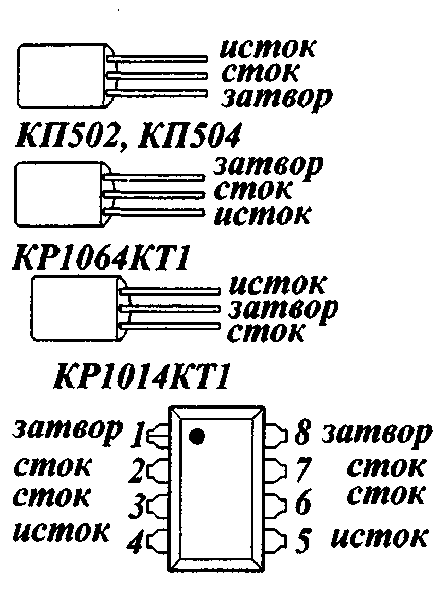 исток
сток
затвор
КП502, КП504
затвор
сток
исток
КР1064КТ1
исток
затвор
сток
КР1014КТ1
затвор 1 8 затвор
сток 2 7 сток
сток 3 6 сток
исток 4 5 исток